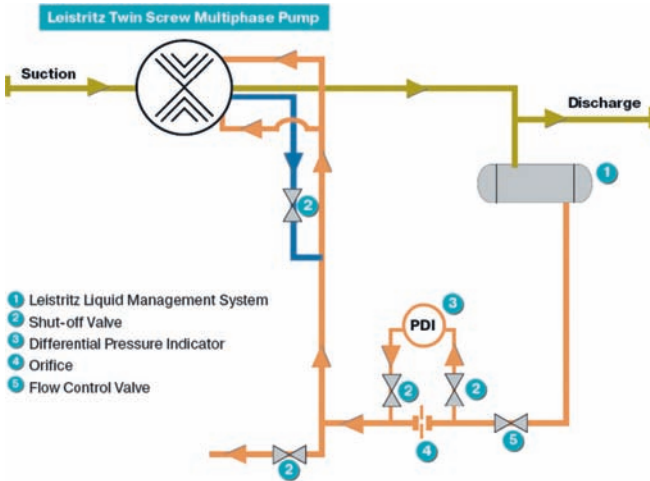 Leistritz Twin Screw Multiphase Pump
Suction
Discharge
1
2
1 Leistritz Liquid Management System
2 Shut-off Valve
3 Differential Pressure Indicator
4 Orifice
5 Flow Control Valve
PDI
3
2
2
4
5
2